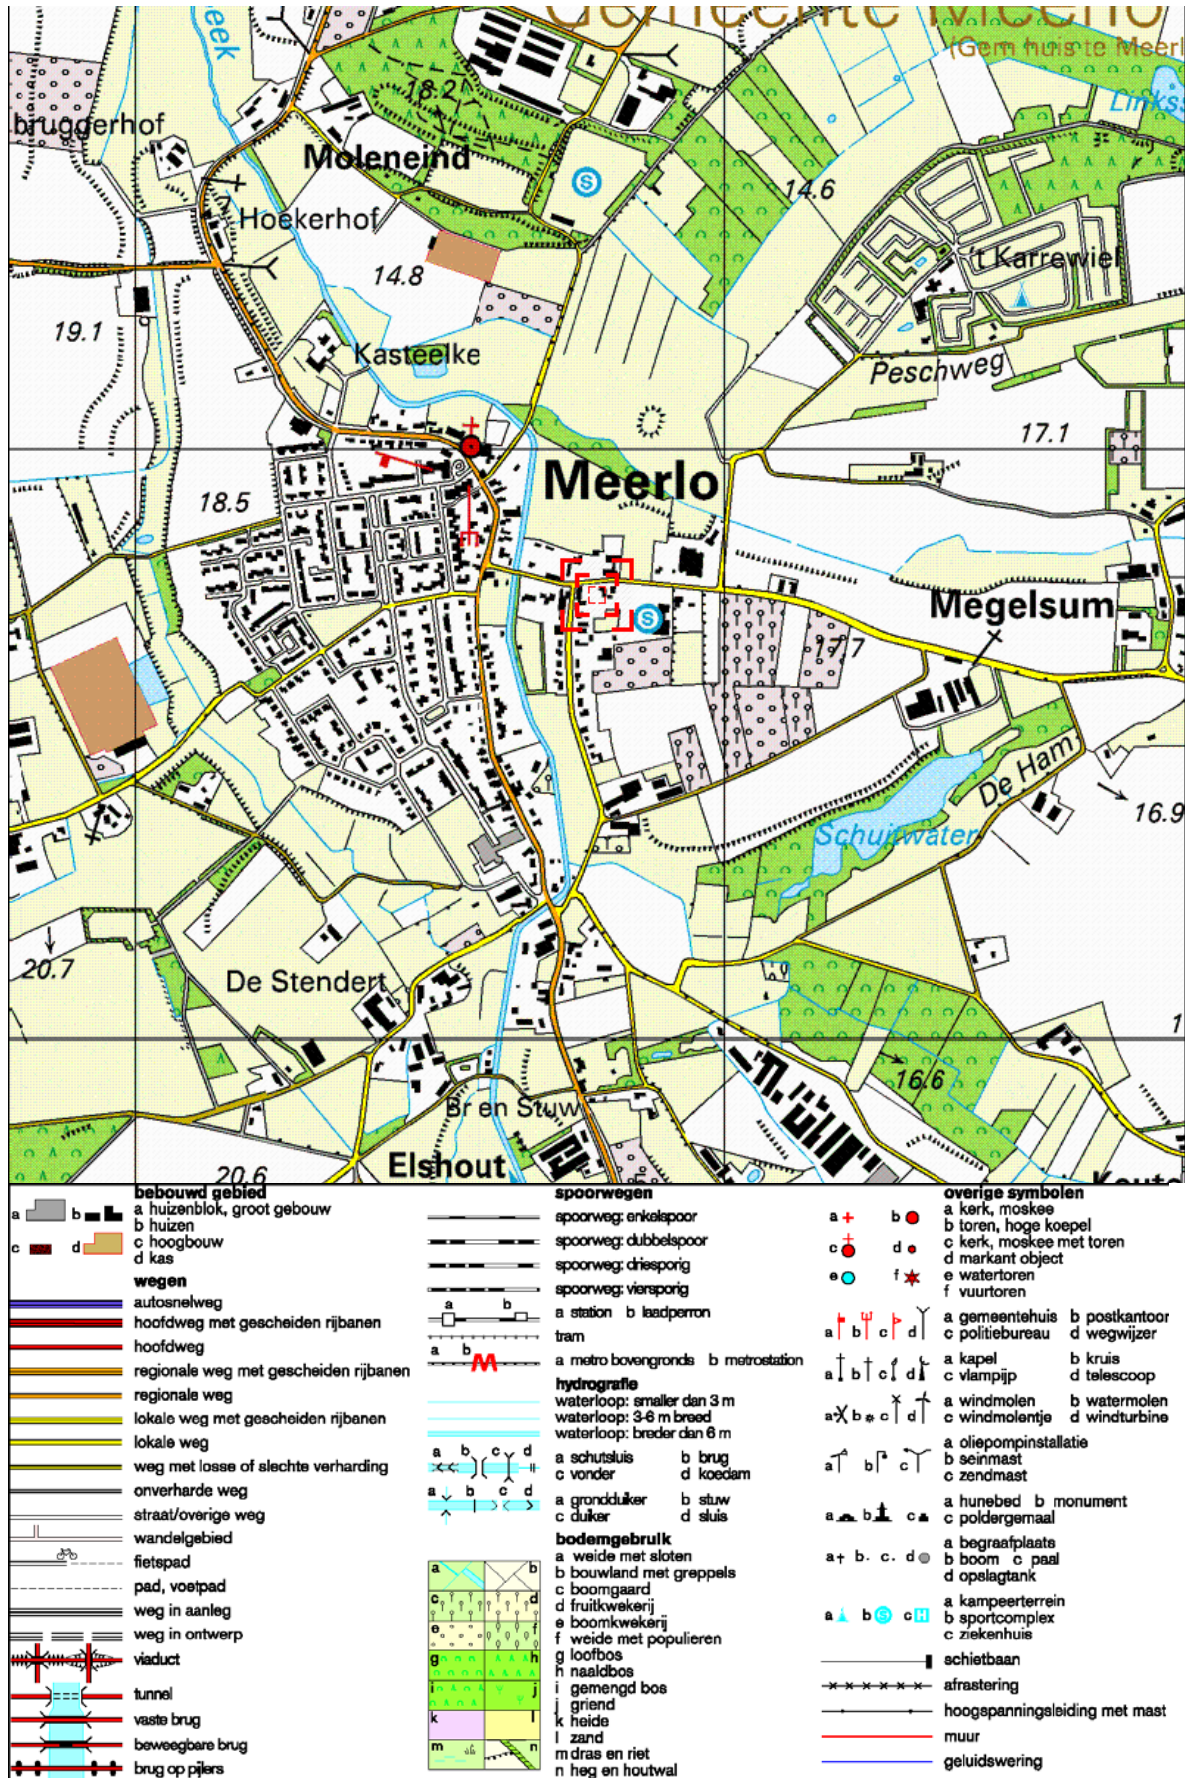 Gemeente Meerlo
(Gem huis te Meerl
eek
Links
18.2
bruggerhof
Moleneind
S
14.6
Hoekerhof
't Karrewiel
14.8
19.1
Kasteelke
Peschweg
17.1
Meerlo
18.5
Megelsum
S
17.7
De Ham
16.9
Schuitwater
20.7
De Stendert
1
16.6
Br en Stuw
Elshout
20.6
bebouwd gebied
a huizenblok, groot gebouw
b huizen
c hoogbouw
d kas
a b
c d
wegen
autosnelweg
hoofdweg met gescheiden rijbanen
hoofdweg
regionale weg met gescheiden rijbanen
regionale weg
lokale weg met gescheiden rijbanen
lokale weg
weg met losse of slechte verharding
onverharde weg
straat/overige weg
wandelgebied
fietspad
pad, voetpad
weg in aanleg
weg in ontwerp
viaduct
tunnel
vaste brug
beweegbare brug
brug op pijlers
spoorwegen
spoorweg: enkelspoor
spoorweg: dubbelspoor
spoorweg: driesporig
spoorweg: viersporig
a b
a station b laadperron
tram
a b
M
a metro bovengronds b metrostation
hydrografie
waterloop: smaller dan 3 m
waterloop: 3-6 m breed
waterloop: breder dan 6 m
a b c d
a schutsluis b brug
c vonder d koedam
a b c d
a grondduiker b stuw
c duiker d sluis
bodemgebruik
a weide met sloten
b bouwland met greppels
c boomgaard
d fruitkwekerij
e boomkwekerij
f weide met populieren
g loofbos
h naaldbos
i gemengd bos
j griend
k heide
l zand
m dras en riet
n heg en houtwal
a b
c d
e f
g h
i j
k l
m n
overige symbolen
a kerk, moskee
b toren, hoge koepel
c kerk, moskee met toren
d markant object
e watertoren
f vuurtoren
a b
c d
e f
a gemeentehuis b postkantoor
c politiebureau d wegwijzer
a b c d
a kapel b kruis
c vlampijp d telescoop
a b c d
a windmolen b watermolen
c windmolentje d windturbine
a b c d
a oliepompinstallatie
b seinmast
c zendmast
a b c
a hunebed b monument
c poldergemaal
a b c
a begraafplaats
b boom c paal
d opslagtank
a b. c. d
a kampeerterrein
b sportcomplex
c ziekenhuis
a b S c H
schietbaan
afrastering
hoogspanningsleiding met mast
muur
geluidswering